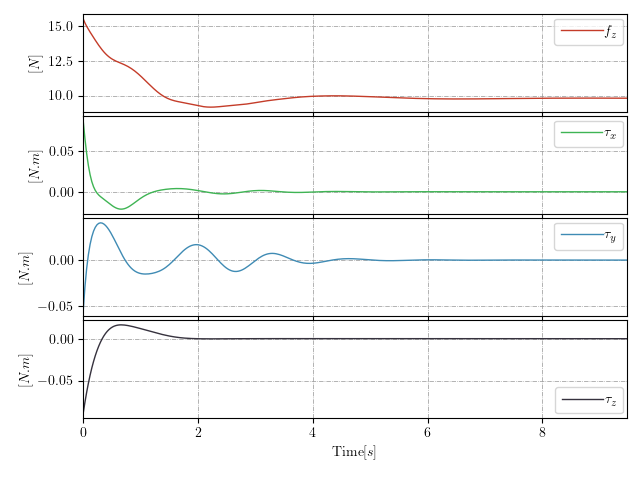 15.0
12.5
10.0
[N]
f_z
0.05
0.00
[N.m]
τ_x
0.00
−0.05
[N.m]
τ_y
0.00
−0.05
[N.m]
τ_z
0 2 4 6 8
Time[s]